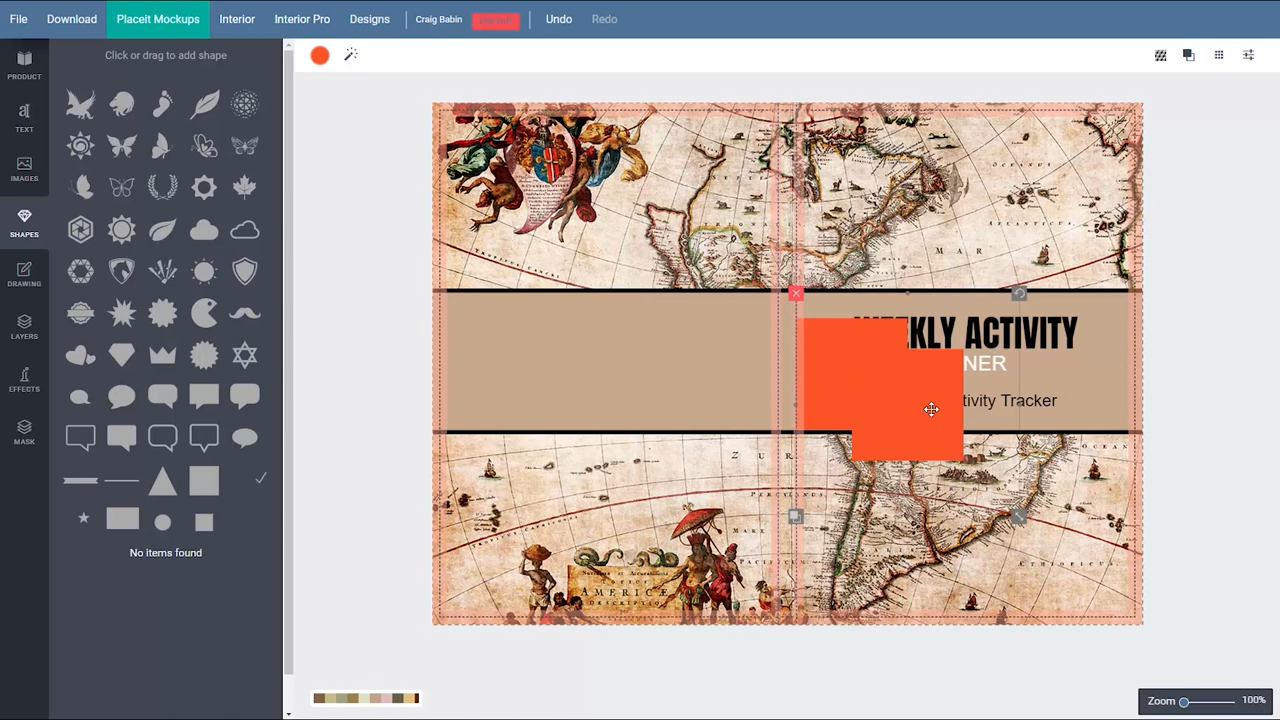 File Download Placeit Mockups Interior Interior Pro Designs Craig Babin Undo Redo
Click or drag to add shape
PRODUCT
TEXT
IMAGES
SHAPES
DRAWING
LAYERS
EFFECTS
MASK
No items found
MAR
KLY ACTIVITY
NER
tivity Tracker
ZUR
AMERICÆ
Zoom 100%